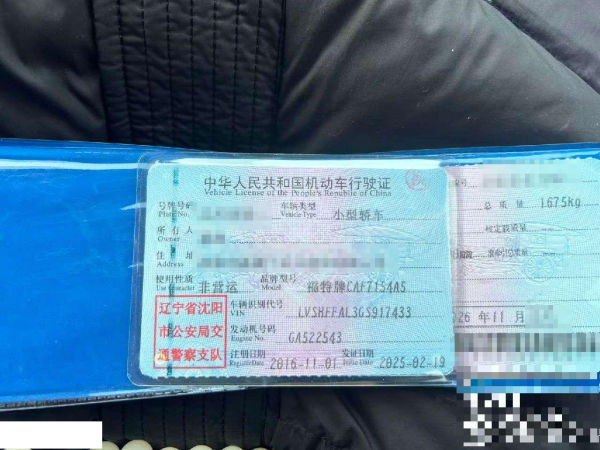 中华人民共和国机动车行驶证
Vehicle License of the People's Republic of China
号牌号码 车辆类型 小型轿车
Plate No. Vehicle Type
所有人
Owner
住 址
Address
使用性质 非营运 品牌型号 福特牌CAF7154A5
Use Character Model
辽宁省沈阳
市公安局交
通警察支队
车辆识别代号 LVSHFFAL3GS917433
VIN
发动机号码 GA522543
Engine No.
注册日期 2016-11-01 发证日期 2025-02-19
Register Date Issue Date
总质量 1675kg
核定载质量
准牵引总质量
26年11月